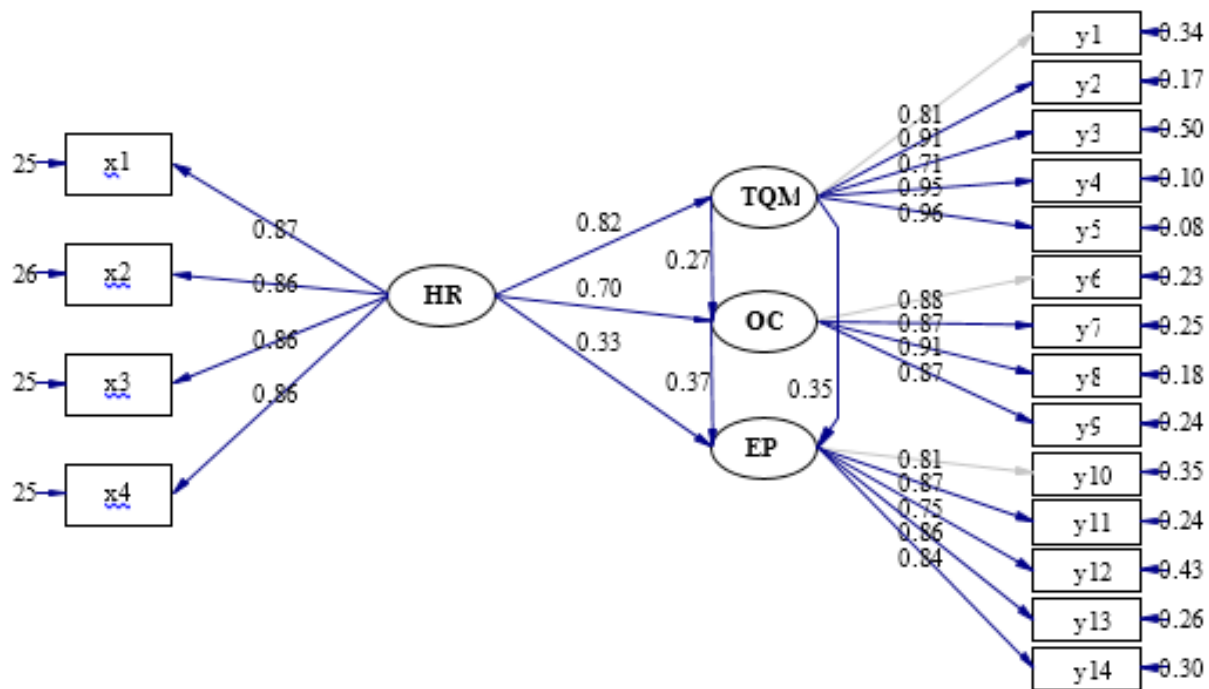 y1 0.34
y2 0.17
0.81
y3 0.50
0.91
25 x1
0.71
y4 0.10
0.95
TQM
0.96
0.82
y5 0.08
0.87
0.27
y6 0.23
26 x2
0.86
0.70
HR
0.88
OC
0.87
y7 0.25
0.86
0.33
0.91
y8 0.18
0.87
25 x3
0.37
0.35
0.86
y9 0.24
EP
0.81
y10 0.35
0.87
25 x4
0.75
y11 0.24
0.86
0.84
y12 0.43
y13 0.26
y14 0.30